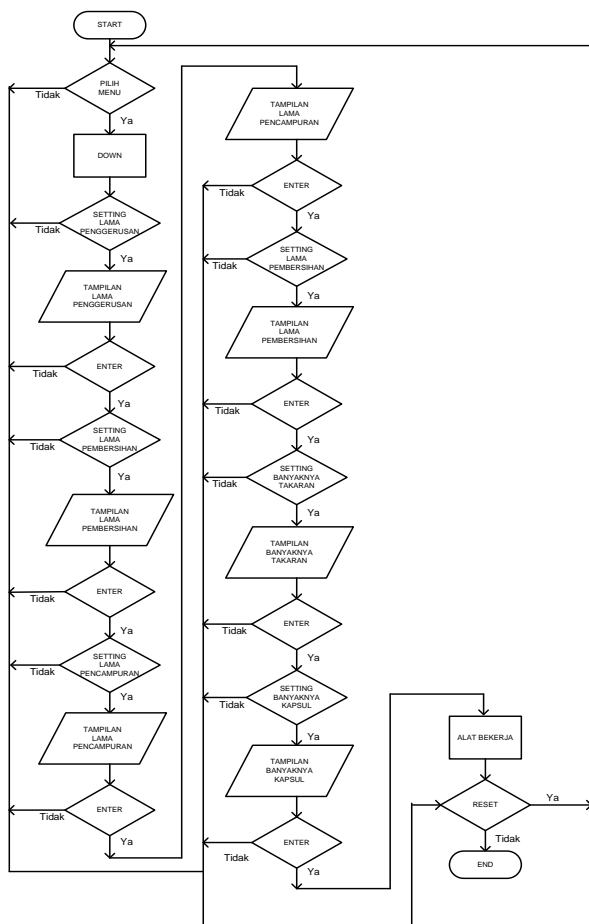 START
PILIH
MENU
Tidak
Ya
DOWN
SETTING
LAMA
PENGGERUSAN
Tidak
Ya
TAMPILAN
LAMA
PENGGERUSAN
ENTER
Tidak
Ya
SETTING
LAMA
PEMBERSIHAN
Tidak
Ya
TAMPILAN
LAMA
PEMBERSIHAN
ENTER
Tidak
Ya
SETTING
LAMA
PENCAMPURAN
Tidak
Ya
TAMPILAN
LAMA
PENCAMPURAN
ENTER
Tidak
Ya
TAMPILAN
LAMA
PENCAMPURAN
ENTER
Tidak
Ya
SETTING
LAMA
PEMBERSIHAN
Tidak
Ya
TAMPILAN
LAMA
PEMBERSIHAN
ENTER
Tidak
Ya
SETTING
BANYAKNYA
TAKARAN
Tidak
Ya
TAMPILAN
BANYAKNYA
TAKARAN
ENTER
Tidak
Ya
SETTING
BANYAKNYA
KAPSUL
Tidak
Ya
TAMPILAN
BANYAKNYA
KAPSUL
ENTER
Tidak
Ya
ALAT BEKERJA
RESET
Ya
Tidak
END